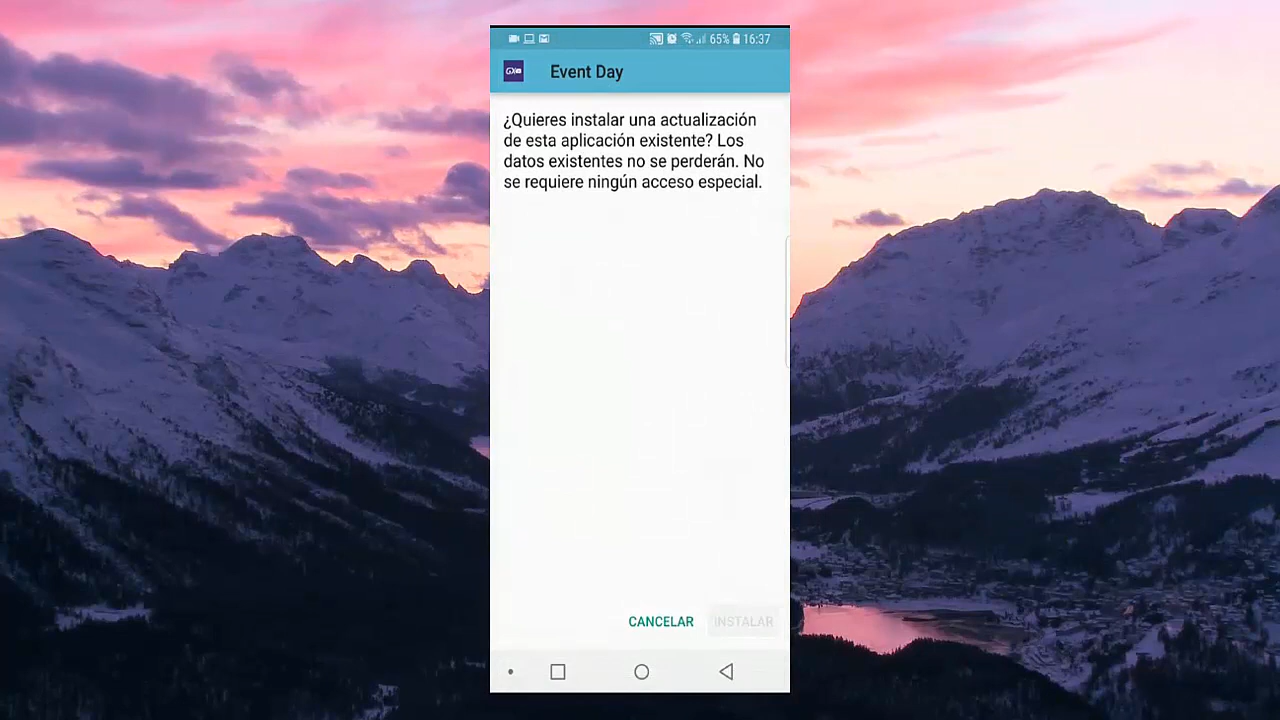 65% 16:37
GX
Event Day
¿Quieres instalar una actualización
de esta aplicación existente? Los
datos existentes no se perderán. No
se requiere ningún acceso especial.
CANCELAR INSTALAR